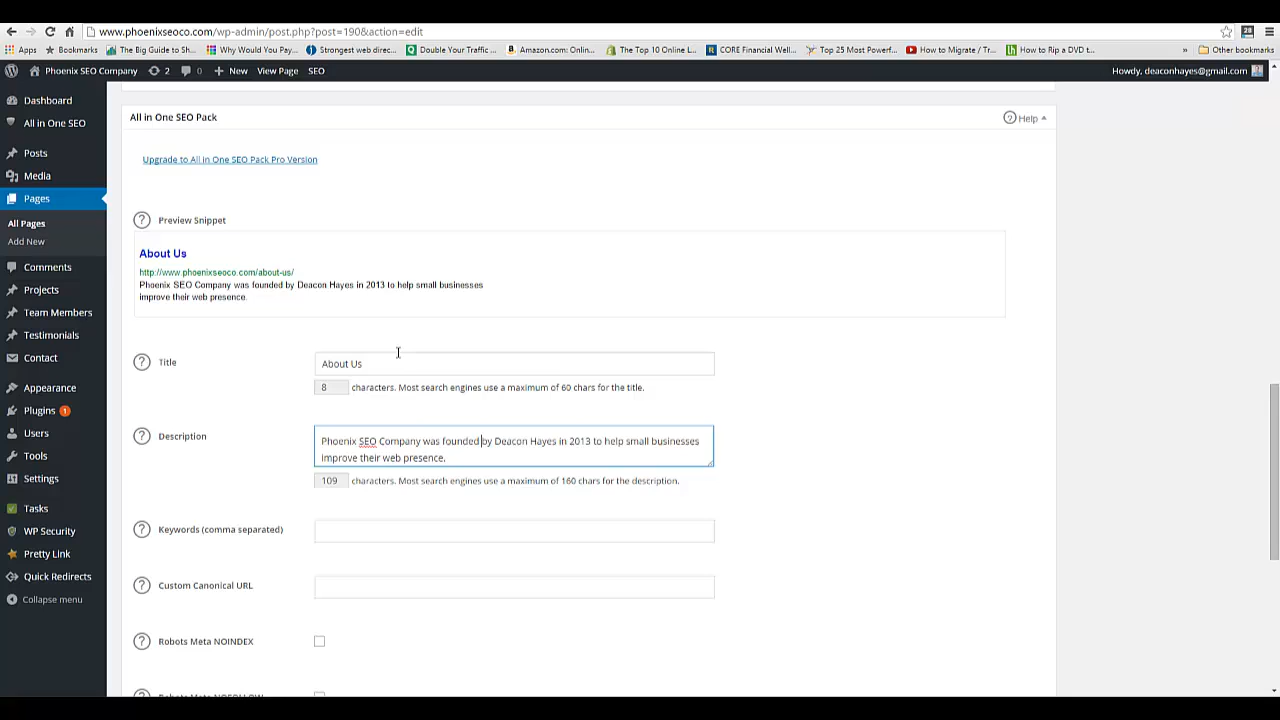 www.phoenixseoco.com/wp-admin/post.php?post=190&action=edit
Apps Bookmarks The Big Guide to Sh... Why Would You Pay... Strongest web direc... Double Your Traffic ... Amazon.com: Onlin... The Top 10 Online L... CORE Financial Well... Top 25 Most Powerf... How to Migrate / Tr... How to Rip a DVD t... » Other bookmarks
Phoenix SEO Company 2 0 New View Page SEO Howdy, deaconhayes@gmail.com
Dashboard
All in One SEO
Posts
Media
Pages
All Pages
Add New
Comments
Projects
Team Members
Testimonials
Contact
Appearance
Plugins 1
Users
Tools
Settings
Tasks
WP Security
Pretty Link
Quick Redirects
Collapse menu
All in One SEO Pack
? Help
Upgrade to All in One SEO Pack Pro Version
? Preview Snippet
About Us
http://www.phoenixseoco.com/about-us/
Phoenix SEO Company was founded by Deacon Hayes in 2013 to help small businesses
improve their web presence.
? Title About Us
8 characters. Most search engines use a maximum of 60 chars for the title.
? Description Phoenix SEO Company was founded by Deacon Hayes in 2013 to help small businesses
improve their web presence.
109 characters. Most search engines use a maximum of 160 chars for the description.
? Keywords (comma separated)
? Custom Canonical URL
? Robots Meta NOINDEX
Robots Meta NOFOLLOW